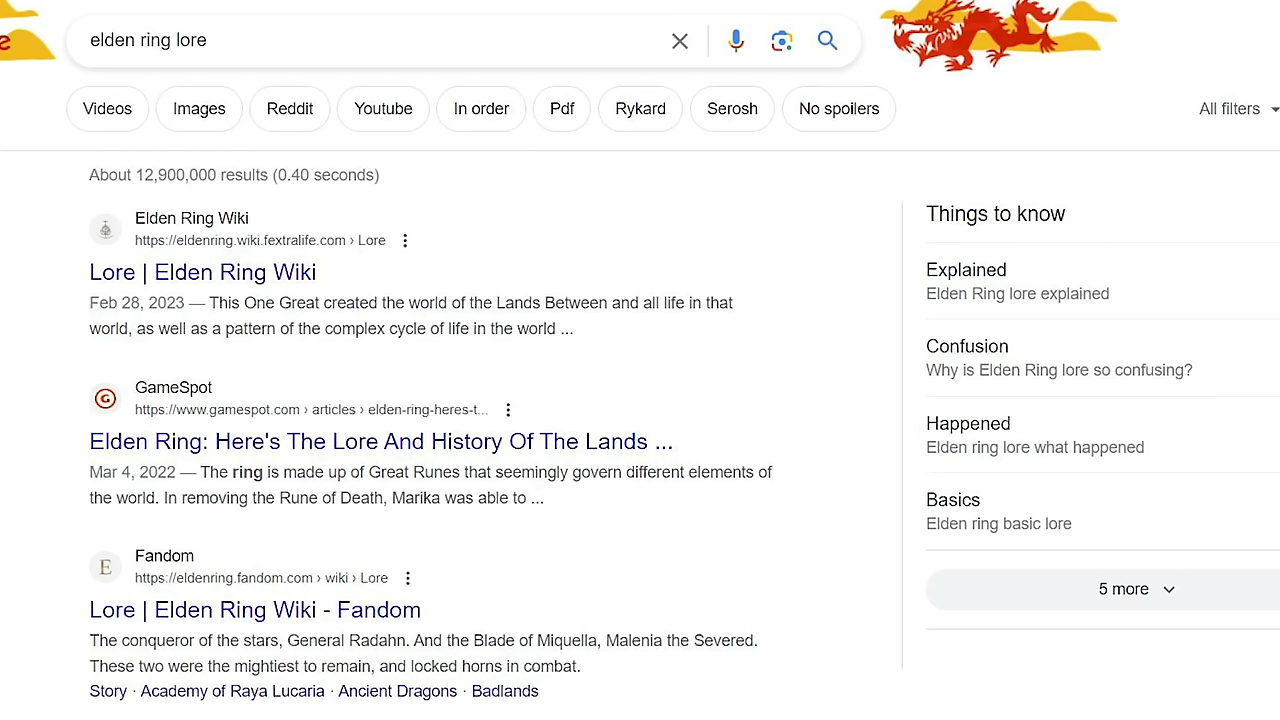 e
elden ring lore
Videos
Images
Reddit
Youtube
In order
Pdf
Rykard
Serosh
No spoilers
All filters
About 12,900,000 results (0.40 seconds)
Elden Ring Wiki
https://eldenring.wiki.fextralife.com › Lore
Lore | Elden Ring Wiki
Feb 28, 2023 — This One Great created the world of the Lands Between and all life in that
world, as well as a pattern of the complex cycle of life in the world ...
G
GameSpot
https://www.gamespot.com › articles › elden-ring-heres-t...
Elden Ring: Here's The Lore And History Of The Lands ...
Mar 4, 2022 — The ring is made up of Great Runes that seemingly govern different elements of
the world. In removing the Rune of Death, Marika was able to ...
E
Fandom
https://eldenring.fandom.com › wiki › Lore
Lore | Elden Ring Wiki - Fandom
The conqueror of the stars, General Radahn. And the Blade of Miquella, Malenia the Severed.
These two were the mightiest to remain, and locked horns in combat.
Story · Academy of Raya Lucaria · Ancient Dragons · Badlands
Things to know
Explained
Elden Ring lore explained
Confusion
Why is Elden Ring lore so confusing?
Happened
Elden ring lore what happened
Basics
Elden ring basic lore
5 more